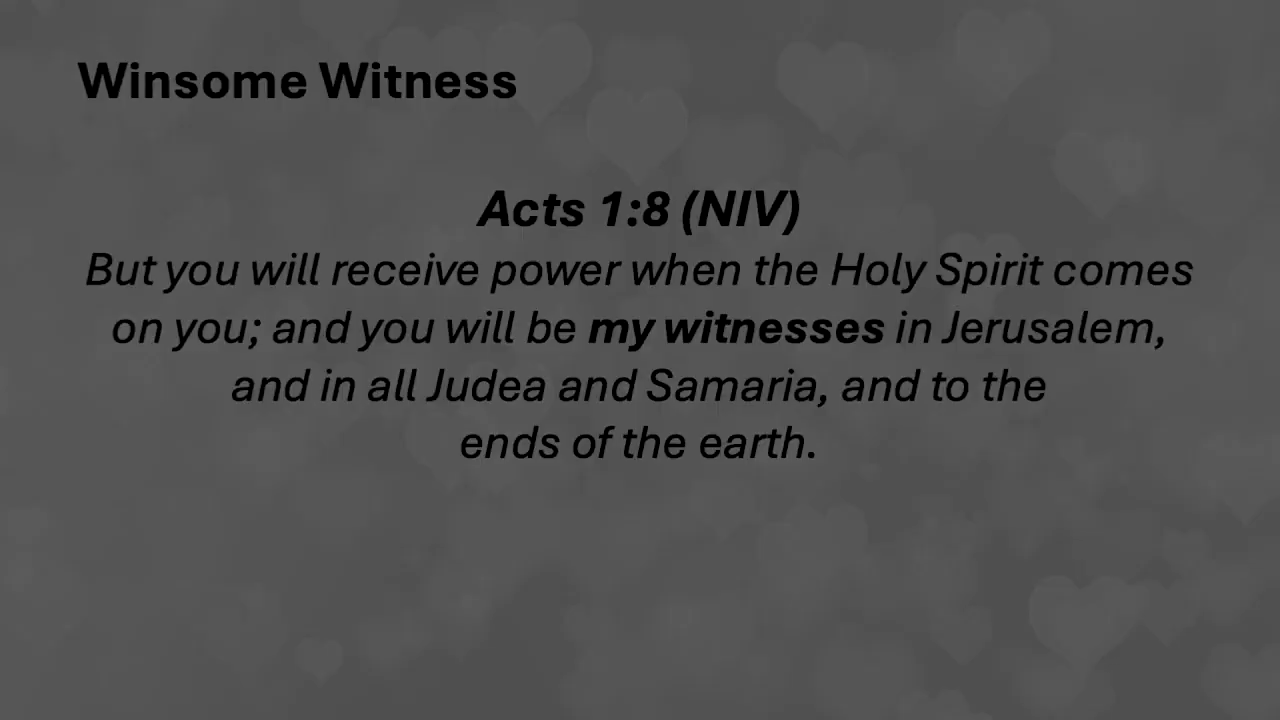 Winsome Witness
Acts 1:8 (NIV)
But you will receive power when the Holy Spirit comes
on you; and you will be my witnesses in Jerusalem,
and in all Judea and Samaria, and to the
ends of the earth.